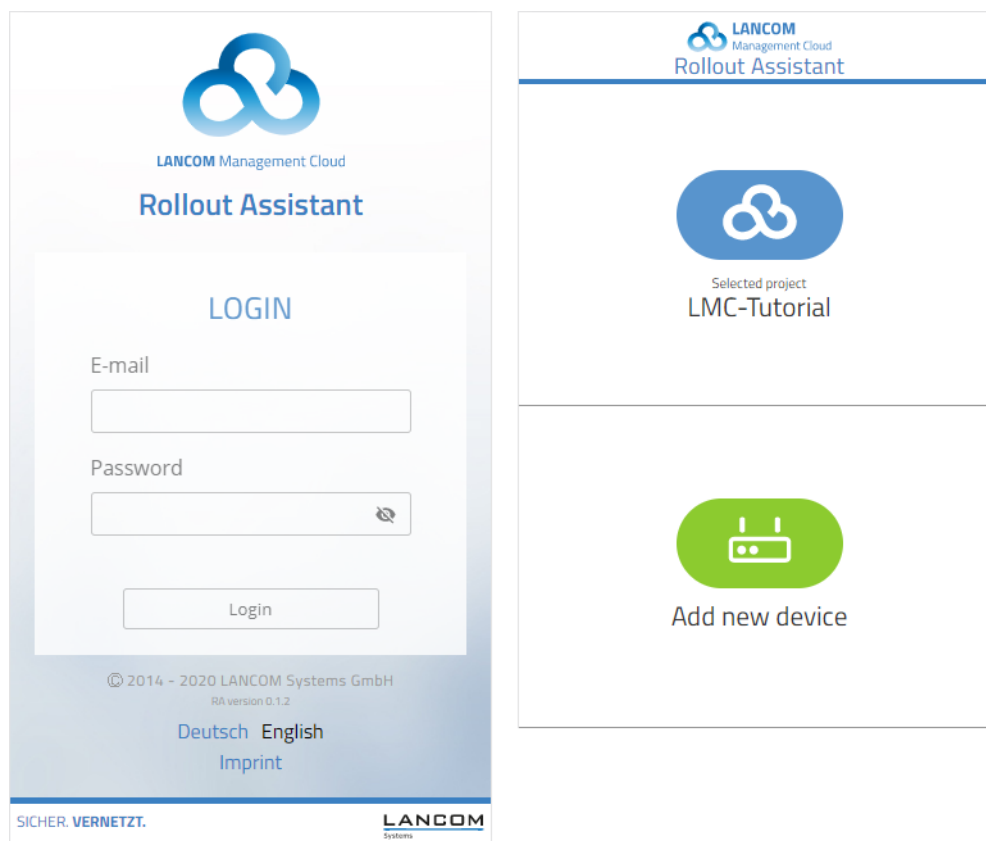 LANCOM Management Cloud
Rollout Assistant
LOGIN
E-mail
Password
Login
© 2014 - 2020 LANCOM Systems GmbH
RA version 0.1.2
Deutsch English
Imprint
SICHER. VERNETZT.
LANCOM
Systems
LANCOM
Management Cloud
Rollout Assistant
Selected project
LMC-Tutorial
Add new device